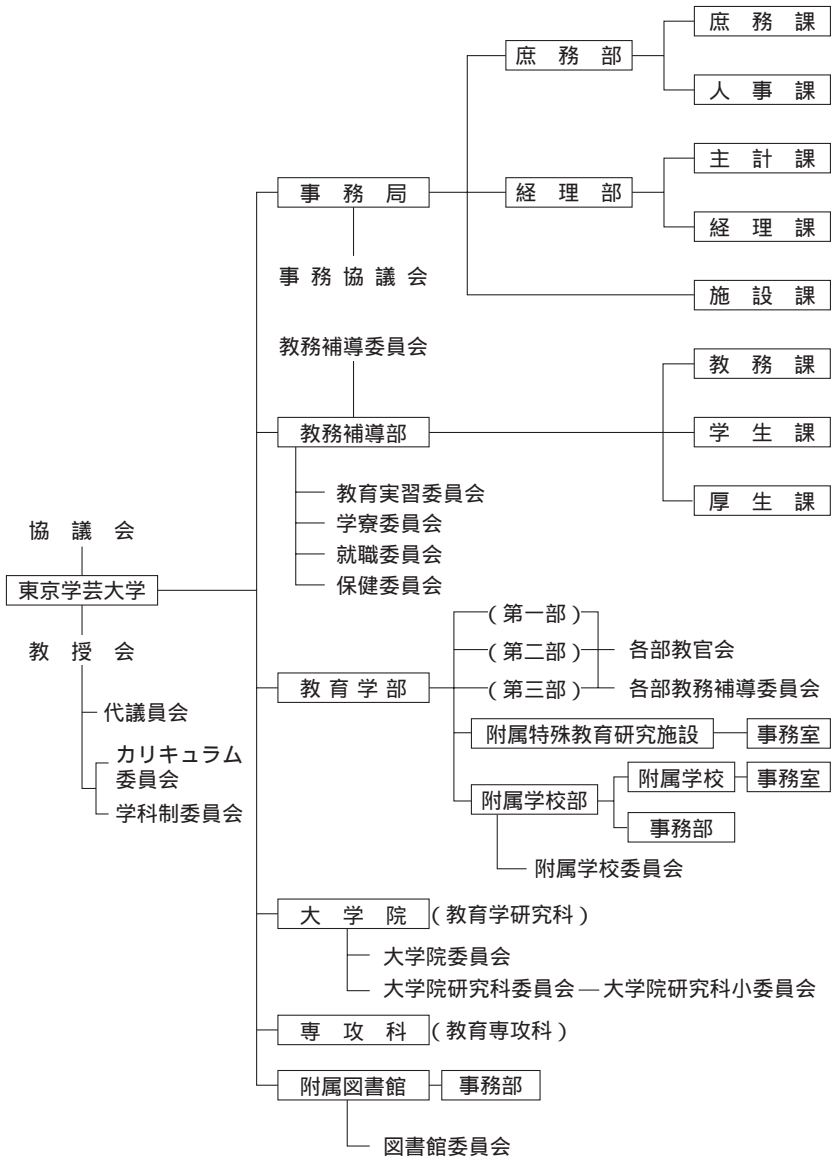 庶務課
庶務部
人事課
主計課
事務局
経理部
経理課
事務協議会
施設課
教務補導委員会
教務課
教務補導部
学生課
教育実習委員会
厚生課
学寮委員会
就職委員会
保健委員会
協議会
東京学芸大学
教授会
代議員会
カリキュラム
委員会
学科制委員会
(第一部)
(第二部)
各部教官会
教育学部
(第三部)
各部教務補導委員会
附属特殊教育研究施設
事務室
附属学校部
附属学校
事務室
事務部
附属学校委員会
大学院
(教育学研究科)
大学院委員会
大学院研究科委員会 — 大学院研究科小委員会
専攻科
(教育専攻科)
附属図書館
事務部
図書館委員会